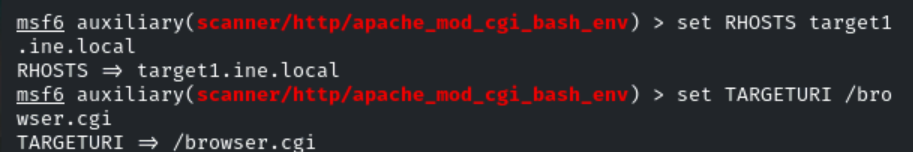 msf6 auxiliary(scanner/http/apache_mod_cgi_bash_env) > set RHOSTS target1
.ine.local
RHOSTS ⇒ target1.ine.local
msf6 auxiliary(scanner/http/apache_mod_cgi_bash_env) > set TARGETURI /bro
wser.cgi
TARGETURI ⇒ /browser.cgi